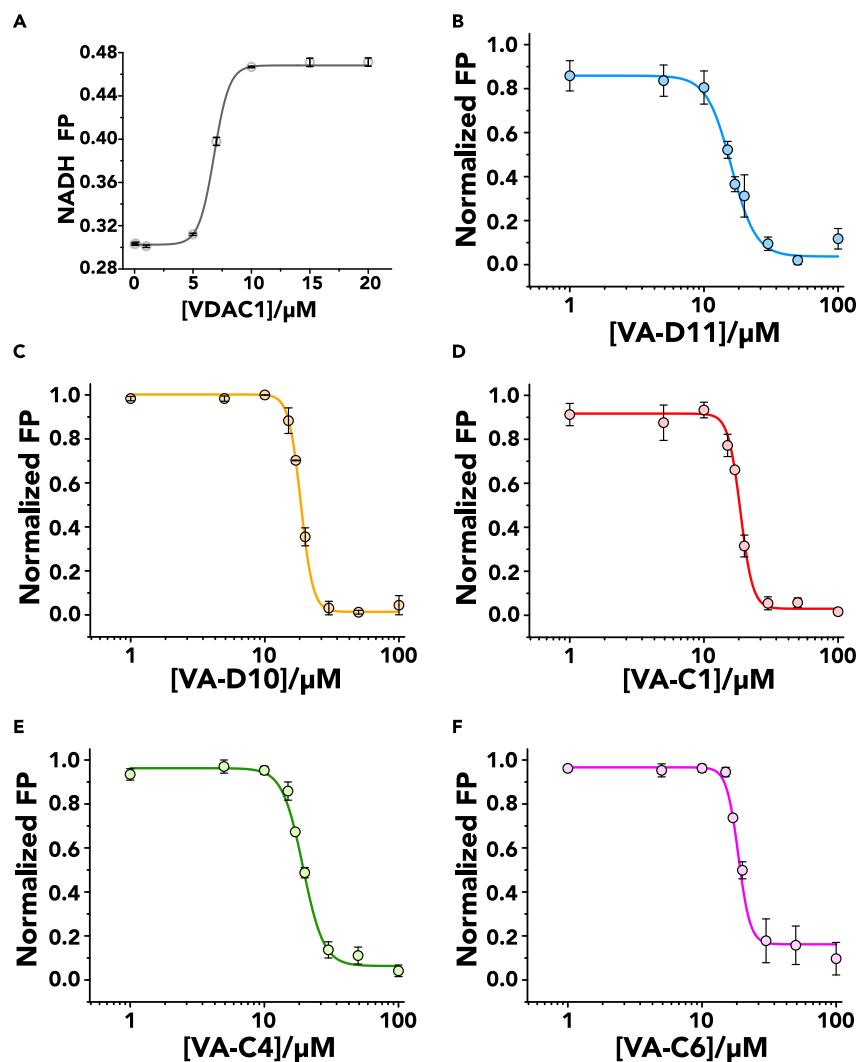 A
0.48
0.44
0.40
0.36
0.32
0.28
NADH FP
0 5 10 15 20
[VDAC1]/µM
B
1.0
0.8
0.6
0.4
0.2
0.0
Normalized FP
1 10 100
[VA-D11]/µM
C
1.0
0.8
0.6
0.4
0.2
0.0
Normalized FP
1 10 100
[VA-D10]/µM
D
1.0
0.8
0.6
0.4
0.2
0.0
Normalized FP
1 10 100
[VA-C1]/µM
E
1.0
0.8
0.6
0.4
0.2
0.0
Normalized FP
1 10 100
[VA-C4]/µM
F
1.0
0.8
0.6
0.4
0.2
0.0
Normalized FP
1 10 100
[VA-C6]/µM